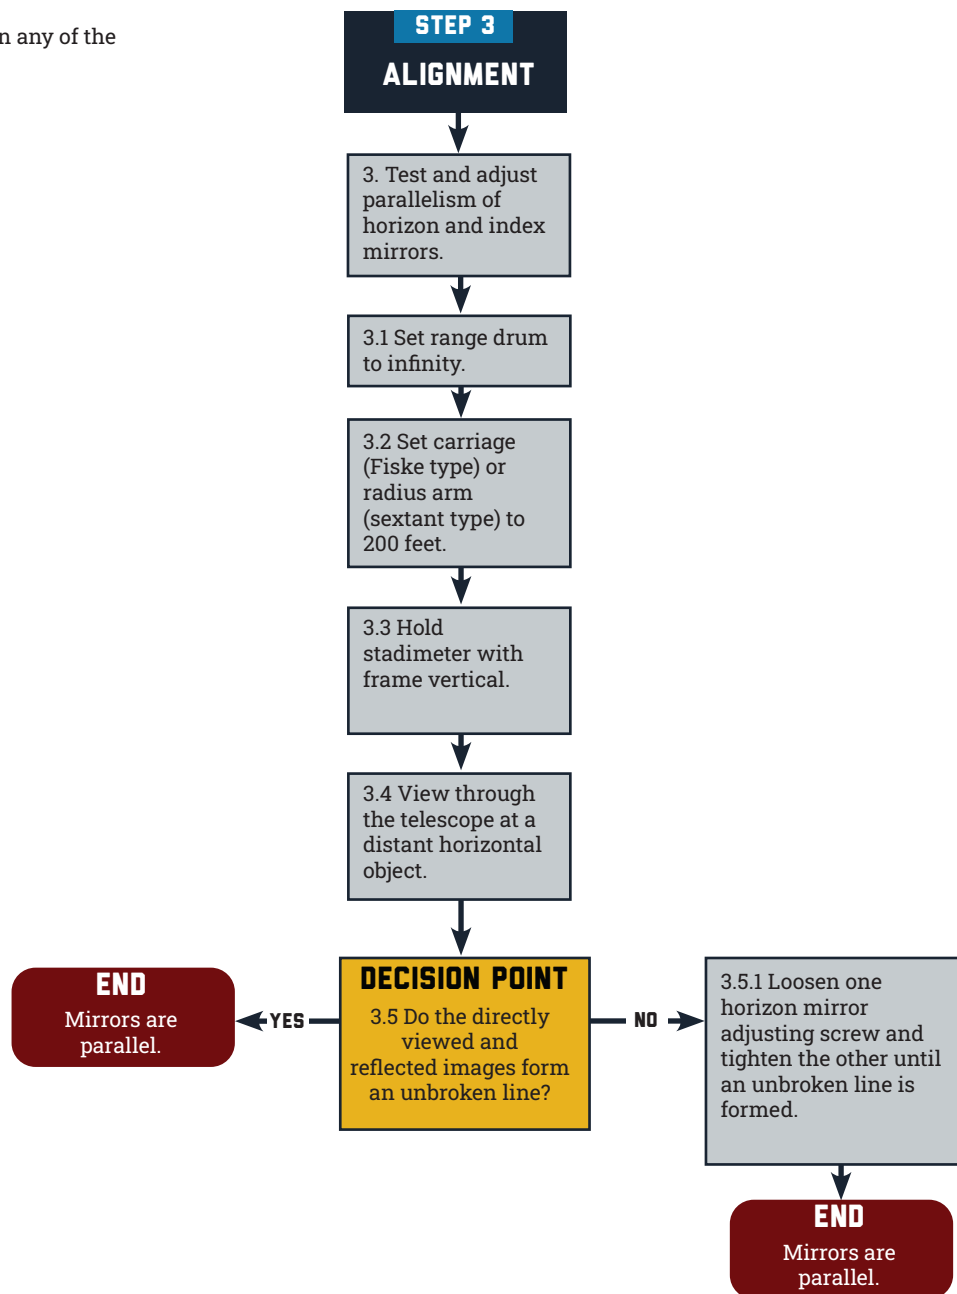 n any of the
STEP 3
ALIGNMENT
3. Test and adjust
parallelism of
horizon and index
mirrors.
3.1 Set range drum
to infinity.
3.2 Set carriage
(Fiske type) or
radius arm
(sextant type) to
200 feet.
3.3 Hold
stadimeter with
frame vertical.
3.4 View through
the telescope at a
distant horizontal
object.
DECISION POINT
3.5 Do the directly
viewed and
reflected images form
an unbroken line?
YES
END
Mirrors are
parallel.
NO
3.5.1 Loosen one
horizon mirror
adjusting screw and
tighten the other until
an unbroken line is
formed.
END
Mirrors are
parallel.